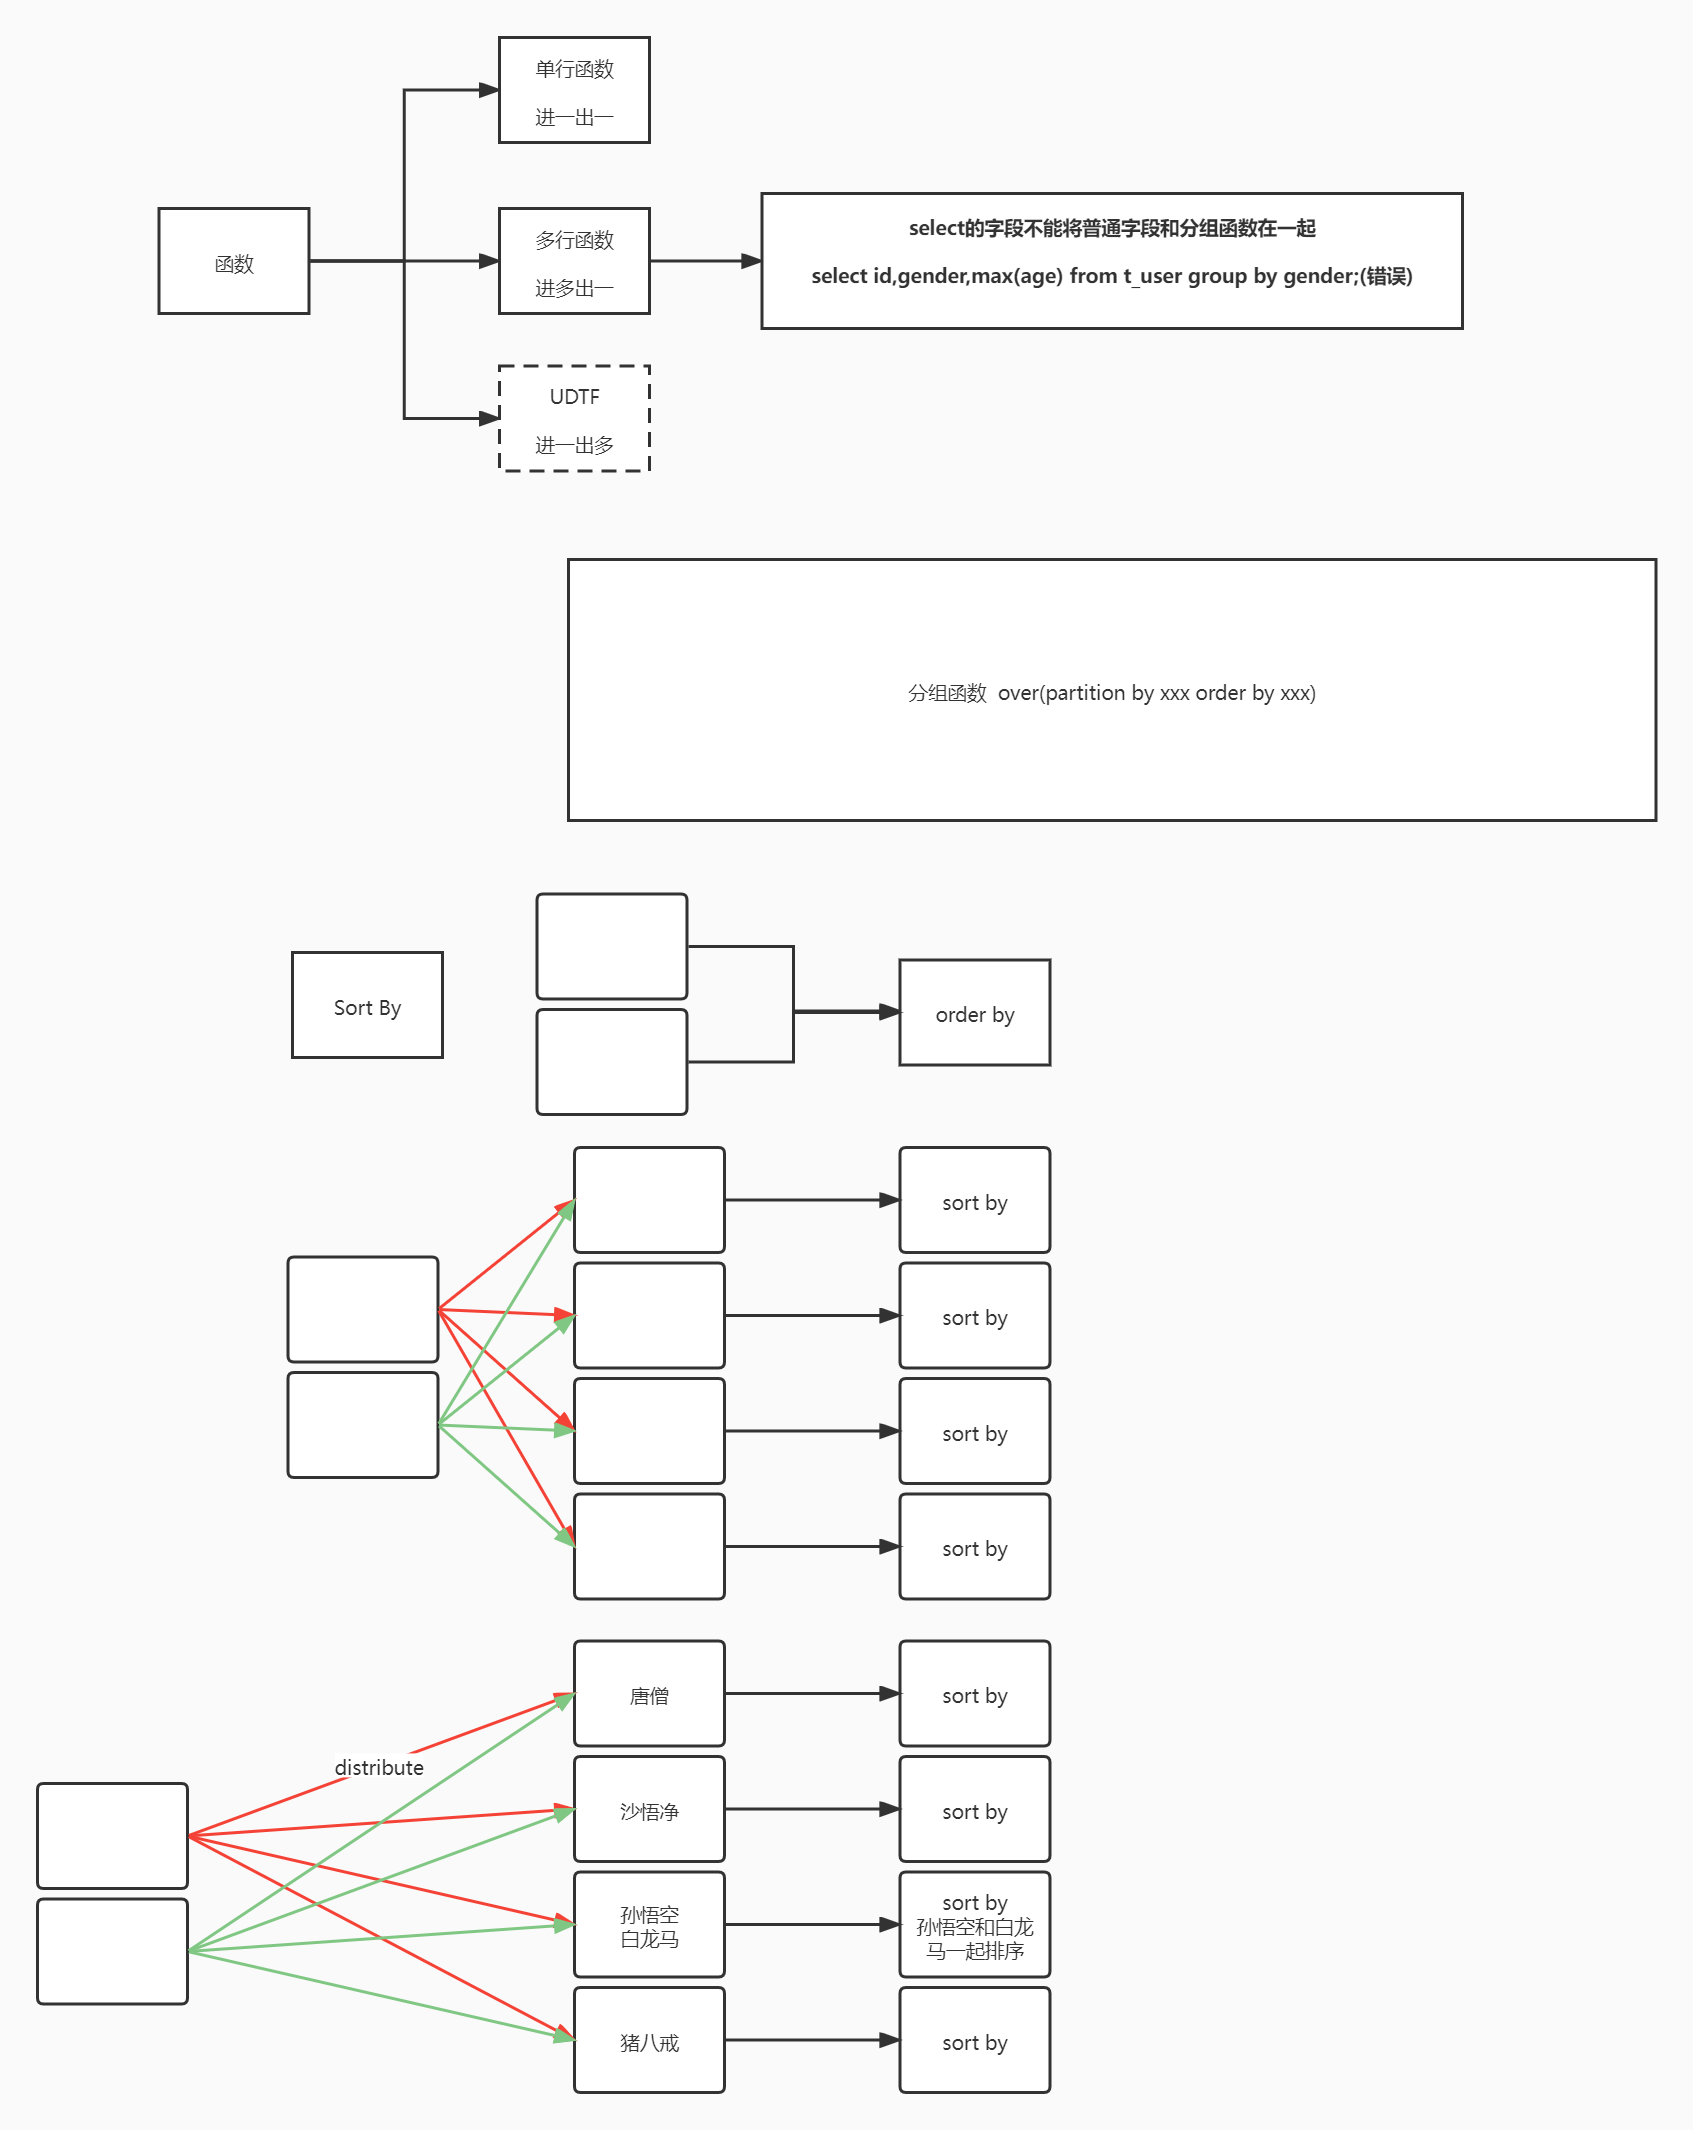 单行函数
进一出一
函数
多行函数
进多出一
select的字段不能将普通字段和分组函数在一起
select id,gender,max(age) from t_user group by gender;(错误)
UDTF
进一出多
分组函数  over(partition by xxx order by xxx)
Sort By
order by
sort by
sort by
sort by
sort by
distribute
唐僧
sort by
沙悟净
sort by
孙悟空
白龙马
sort by
孙悟空和白龙
马一起排序
猪八戒
sort by